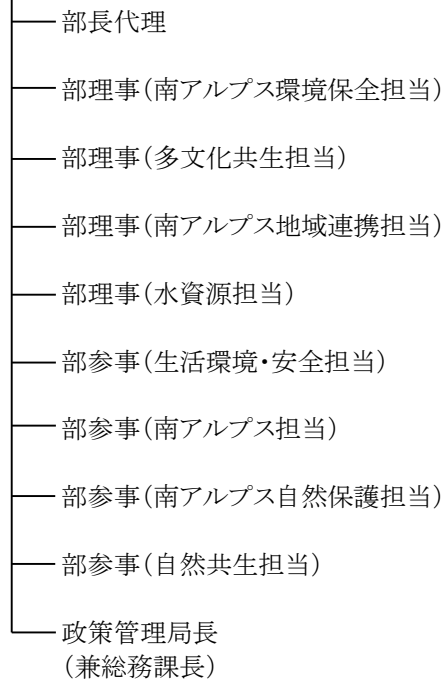 部長代理
部理事（南アルプス環境保全担当）
部理事（多文化共生担当）
部理事（南アルプス地域連携担当）
部理事（水資源担当）
部参事（生活環境・安全担当）
部参事（南アルプス担当）
部参事（南アルプス自然保護担当）
部参事（自然共生担当）
政策管理局長
（兼総務課長）